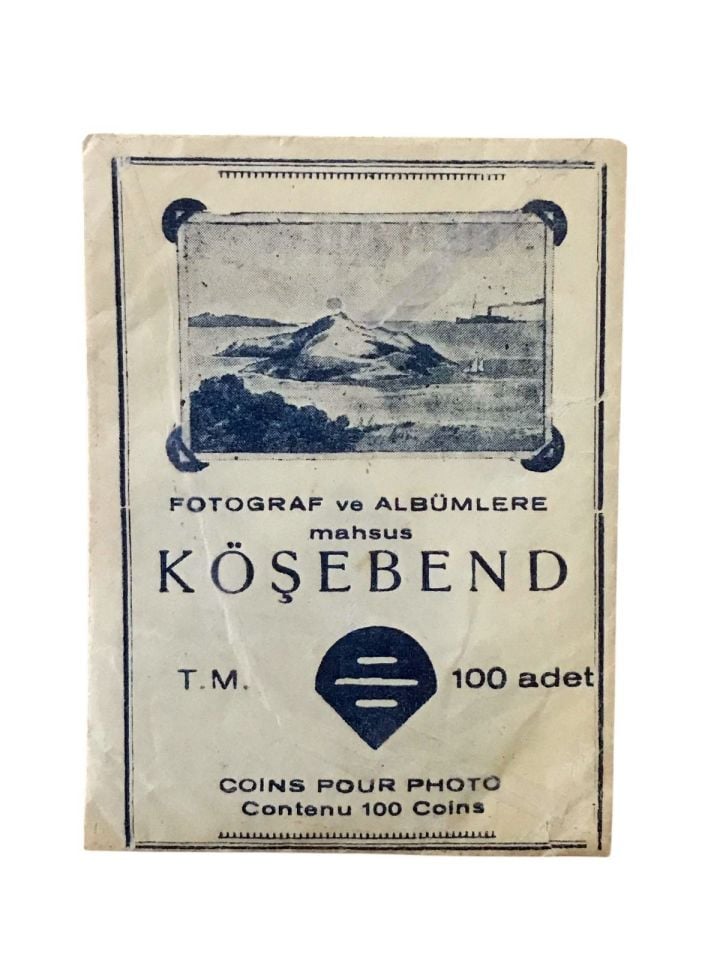 FOTOGRAF ve ALBÜMLERE
mahsus
KÖŞEBEND
T.M. 100 adet
COINS POUR PHOTO
Contenu 100 Coins